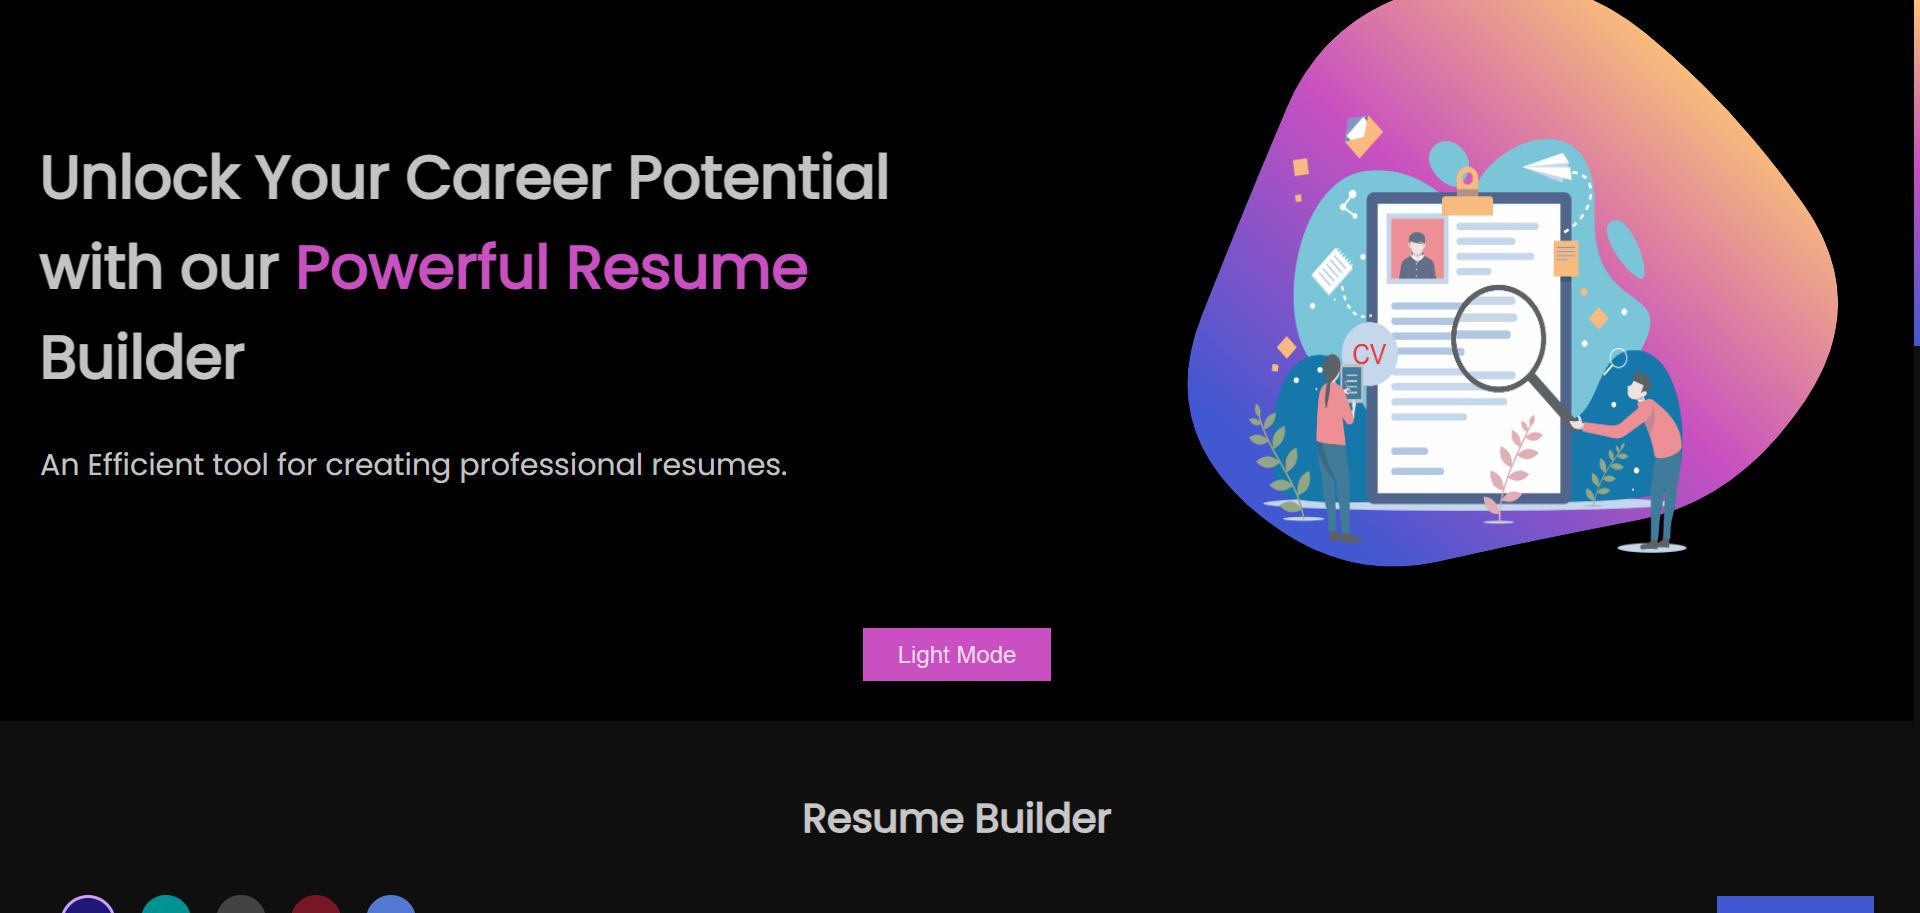 Unlock Your Career Potential
with our Powerful Resume
Builder
An Efficient tool for creating professional resumes.
CV
Light Mode
Resume Builder